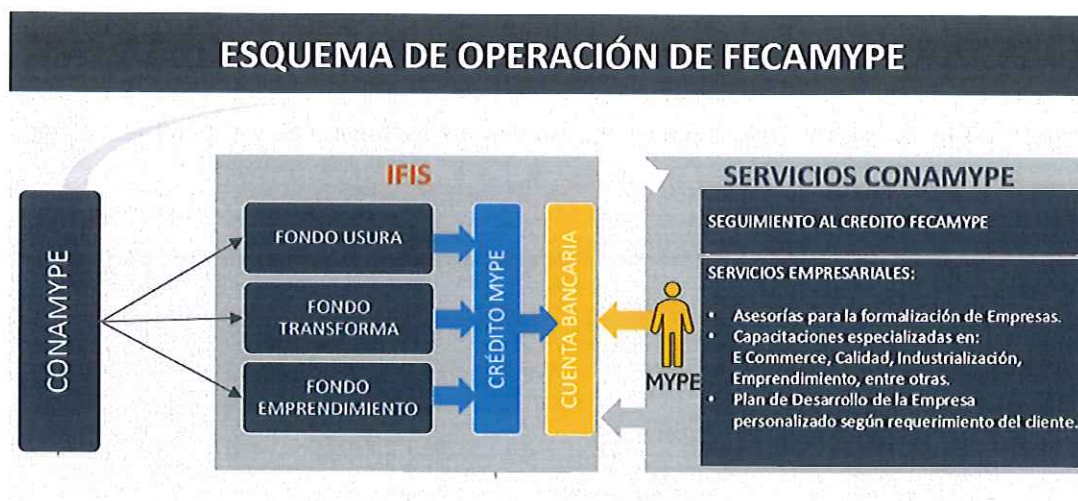 ESQUEMA DE OPERACIÓN DE FECAMYPE
CONAMYPE
IFIS
FONDO USURA
FONDO
TRANSFORMA
FONDO
EMPRENDIMIENTO
CRÉDITO MYPE
CUENTA BANCARIA
MYPE
SERVICIOS CONAMYPE
SEGUIMIENTO AL CREDITO FECAMYPE
SERVICIOS EMPRESARIALES:
• Asesorías para la formalización de Empresas.
• Capacitaciones especializadas en:
E Commerce, Calidad, Industrialización,
Emprendimiento, entre otras.
• Plan de Desarrollo de la Empresa
personalizado según requerimiento del cliente.